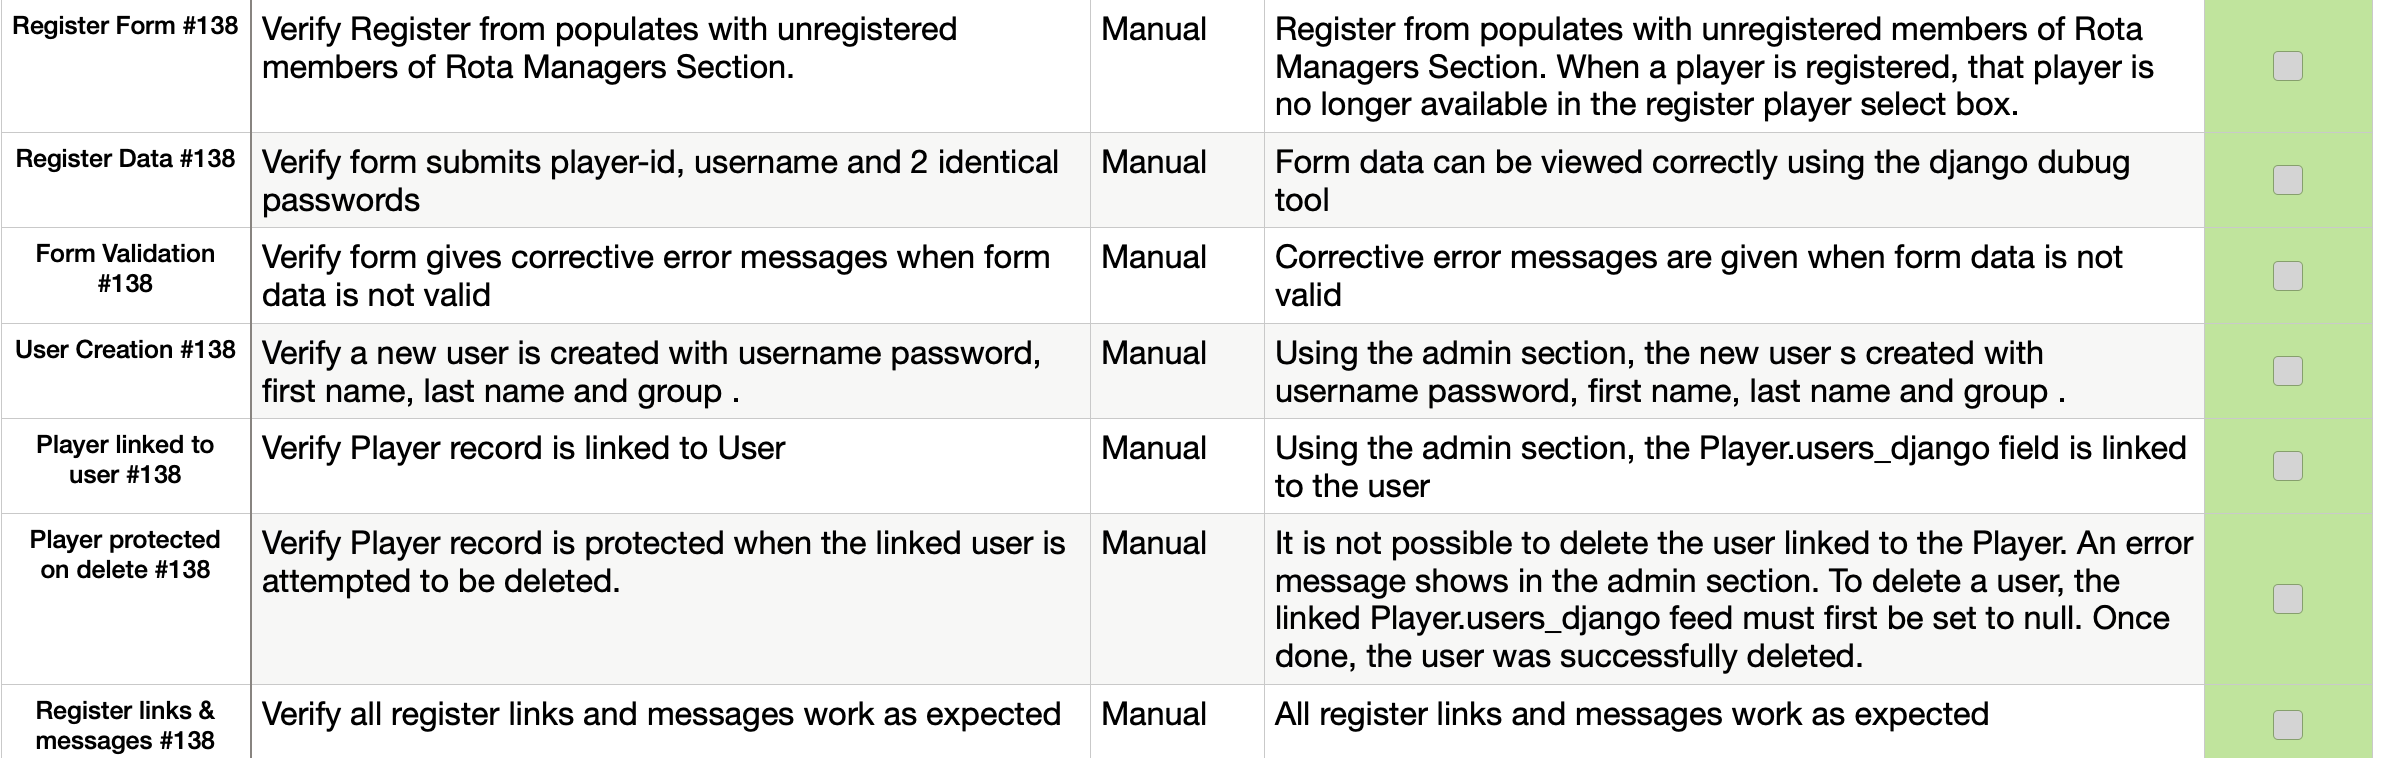 Register Form #138
Verify Register from populates with unregistered
members of Rota Managers Section.
Manual
Register from populates with unregistered members of Rota
Managers Section. When a player is registered, that player is
no longer available in the register player select box.
Register Data #138
Verify form submits player-id, username and 2 identical
passwords
Manual
Form data can be viewed correctly using the django dubug
tool
Form Validation
#138
Verify form gives corrective error messages when form
data is not valid
Manual
Corrective error messages are given when form data is not
valid
User Creation #138
Verify a new user is created with username password,
first name, last name and group .
Manual
Using the admin section, the new user s created with
username password, first name, last name and group .
Player linked to
user #138
Verify Player record is linked to User
Manual
Using the admin section, the Player.users_django field is linked
to the user
Player protected
on delete #138
Verify Player record is protected when the linked user is
attempted to be deleted.
Manual
It is not possible to delete the user linked to the Player. An error
message shows in the admin section. To delete a user, the
linked Player.users_django feed must first be set to null. Once
done, the user was successfully deleted.
Register links &
messages #138
Verify all register links and messages work as expected
Manual
All register links and messages work as expected